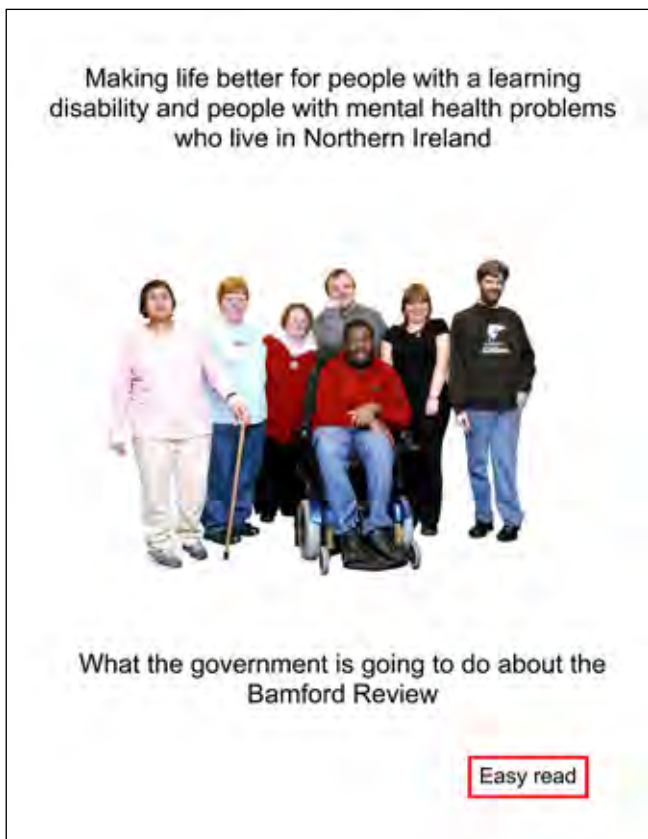 Making life better for people with a learning
disability and people with mental health problems
who live in Northern Ireland
What the government is going to do about the
Bamford Review
Easy read